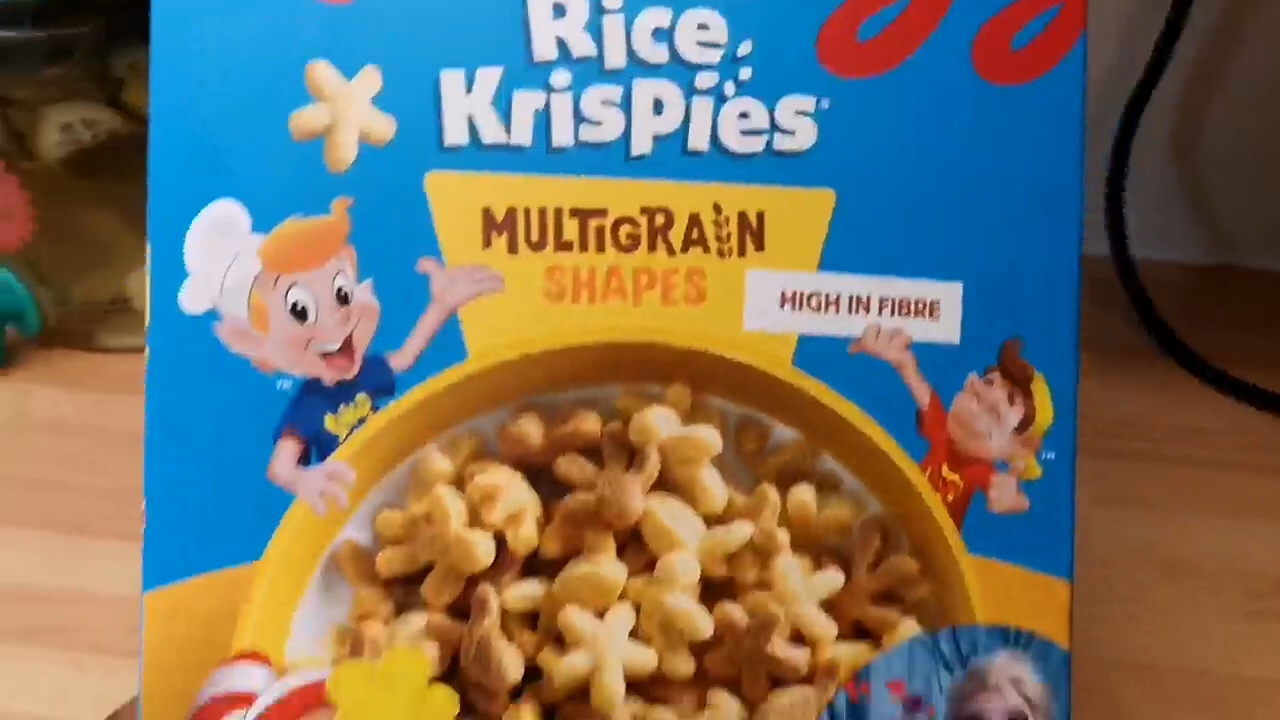 Rice
Krispies
MULTIGRAIN
SHAPES
HIGH IN FIBRE